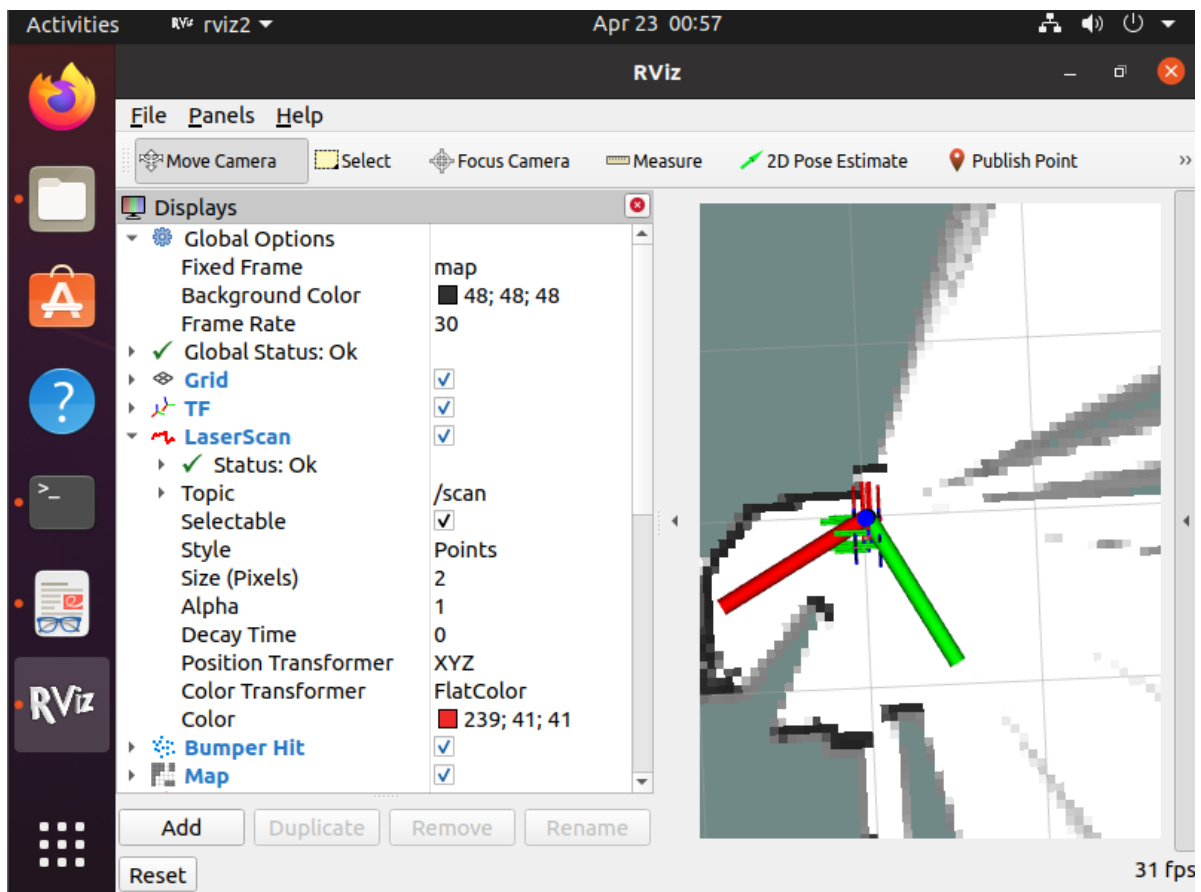 Activities RViz rviz2 Apr 23 00:57
RViz
File Panels Help
Move Camera Select Focus Camera Measure 2D Pose Estimate Publish Point »
Displays
Global Options
Fixed Frame map
Background Color 48; 48; 48
Frame Rate 30
Global Status: Ok
Grid
TF
LaserScan
Status: Ok
Topic /scan
Selectable
Style Points
Size (Pixels) 2
Alpha 1
Decay Time 0
Position Transformer XYZ
Color Transformer FlatColor
Color 239; 41; 41
Bumper Hit
Map
Add Duplicate Remove Rename
Reset 31 fps
RViz